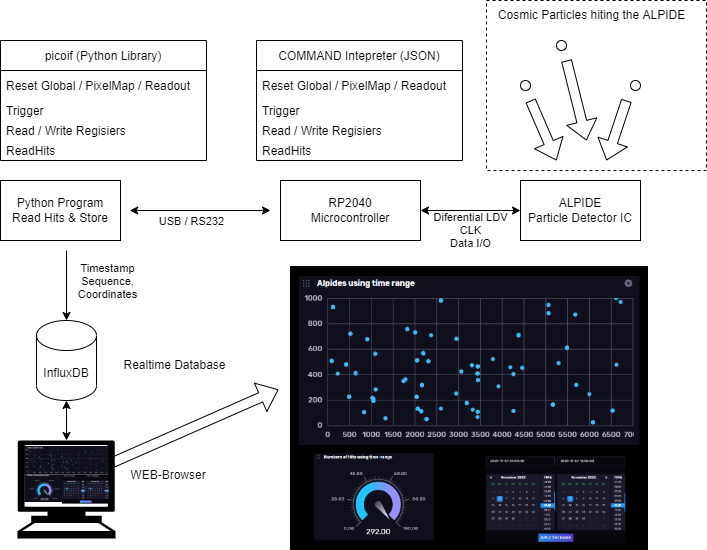 Cosmic Particles hiting the ALPIDE
picoif (Python Library)
Reset Global / PixelMap / Readout
Trigger
Read / Write Regisiers
ReadHits
COMMAND Intepreter (JSON)
Reset Global / PixelMap / Readout
Trigger
Read / Write Regisiers
ReadHits
Python Program
Read Hits & Store
USB / RS232
RP2040
Microcontroller
Diferential LDV
CLK
Data I/O
ALPIDE
Particle Detector IC
Timestamp
Sequence,
Coordinates
InfluxDB
Realtime Database
WEB-Browser
Alpides using time range
1000
800
600
400
200
0
0 500 1000 1500 2000 2500 3000 3500 4000 4500 5000 5500 6000 6500 700
Numbers of Hits using time range
40.00 60.00
20.00 80.00
0.00 100.00
292.00
November 2022
November 2022
APPLY TIME RANGE